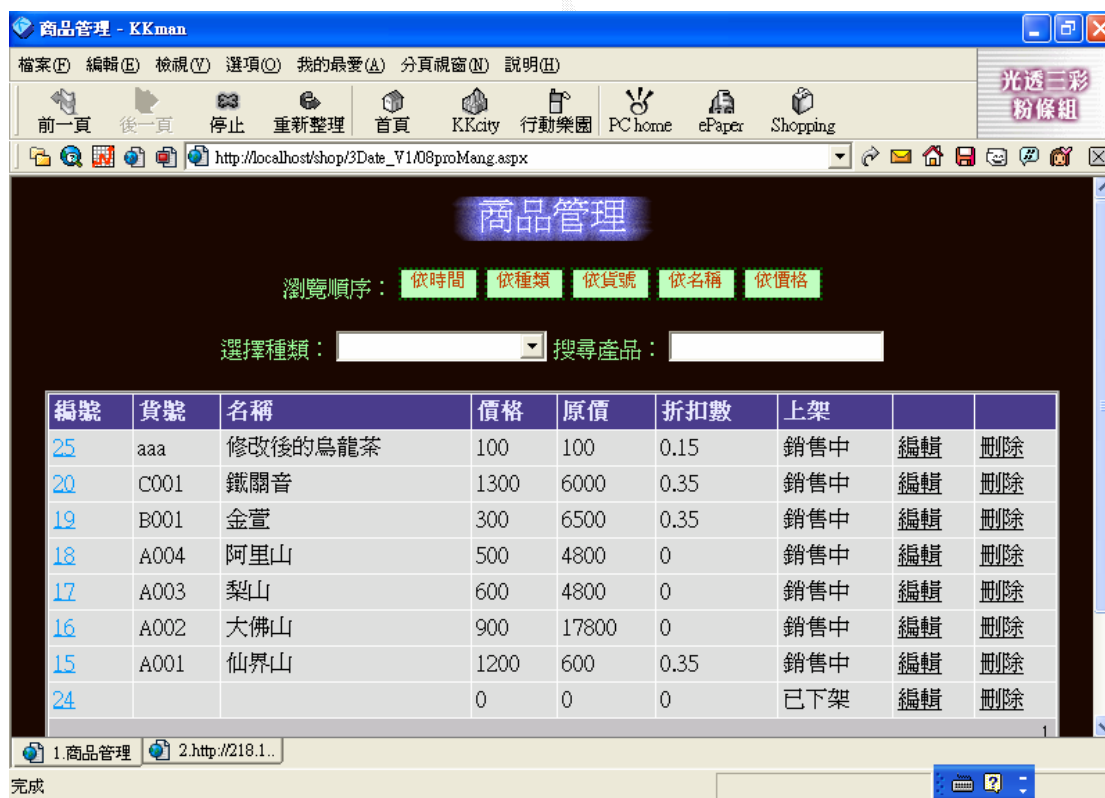 商品管理 - KKman
檔案(F) 編輯(E) 檢視(V) 選項(O) 我的最愛(A) 分頁視窗(N) 說明(H)
光透三彩
粉條組
前一頁 後一頁 停止 重新整理 首頁 KKcity 行動樂園 PChome ePaper Shopping
http://localhost/shop/3Date_V1/08proMang.aspx
商品管理
瀏覽順序： 依時間 依種類 依貨號 依名稱 依價格
選擇種類： 搜尋產品：
編號 貨號 名稱 價格 原價 折扣數 上架
25 aaa 修改後的烏龍茶 100 100 0.15 銷售中 編輯 刪除
20 C001 鐵關音 1300 6000 0.35 銷售中 編輯 刪除
19 B001 金萱 300 6500 0.35 銷售中 編輯 刪除
18 A004 阿里山 500 4800 0 銷售中 編輯 刪除
17 A003 梨山 600 4800 0 銷售中 編輯 刪除
16 A002 大佛山 900 17800 0 銷售中 編輯 刪除
15 A001 仙界山 1200 600 0.35 銷售中 編輯 刪除
24 0 0 0 已下架 編輯 刪除
1
1.商品管理 2.http://218.1..
完成